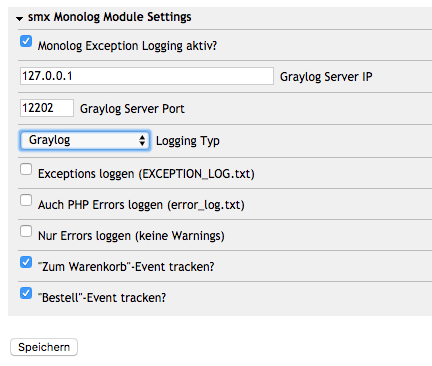 smx Monolog Module Settings
Monolog Exception Logging aktiv?
127.0.0.1 Graylog Server IP
12202 Graylog Server Port
Graylog Logging Typ
Exceptions loggen (EXCEPTION_LOG.txt)
Auch PHP Errors loggen (error_log.txt)
Nur Errors loggen (keine Warnings)
"Zum Warenkorb"-Event tracken?
"Bestell"-Event tracken?
Speichern